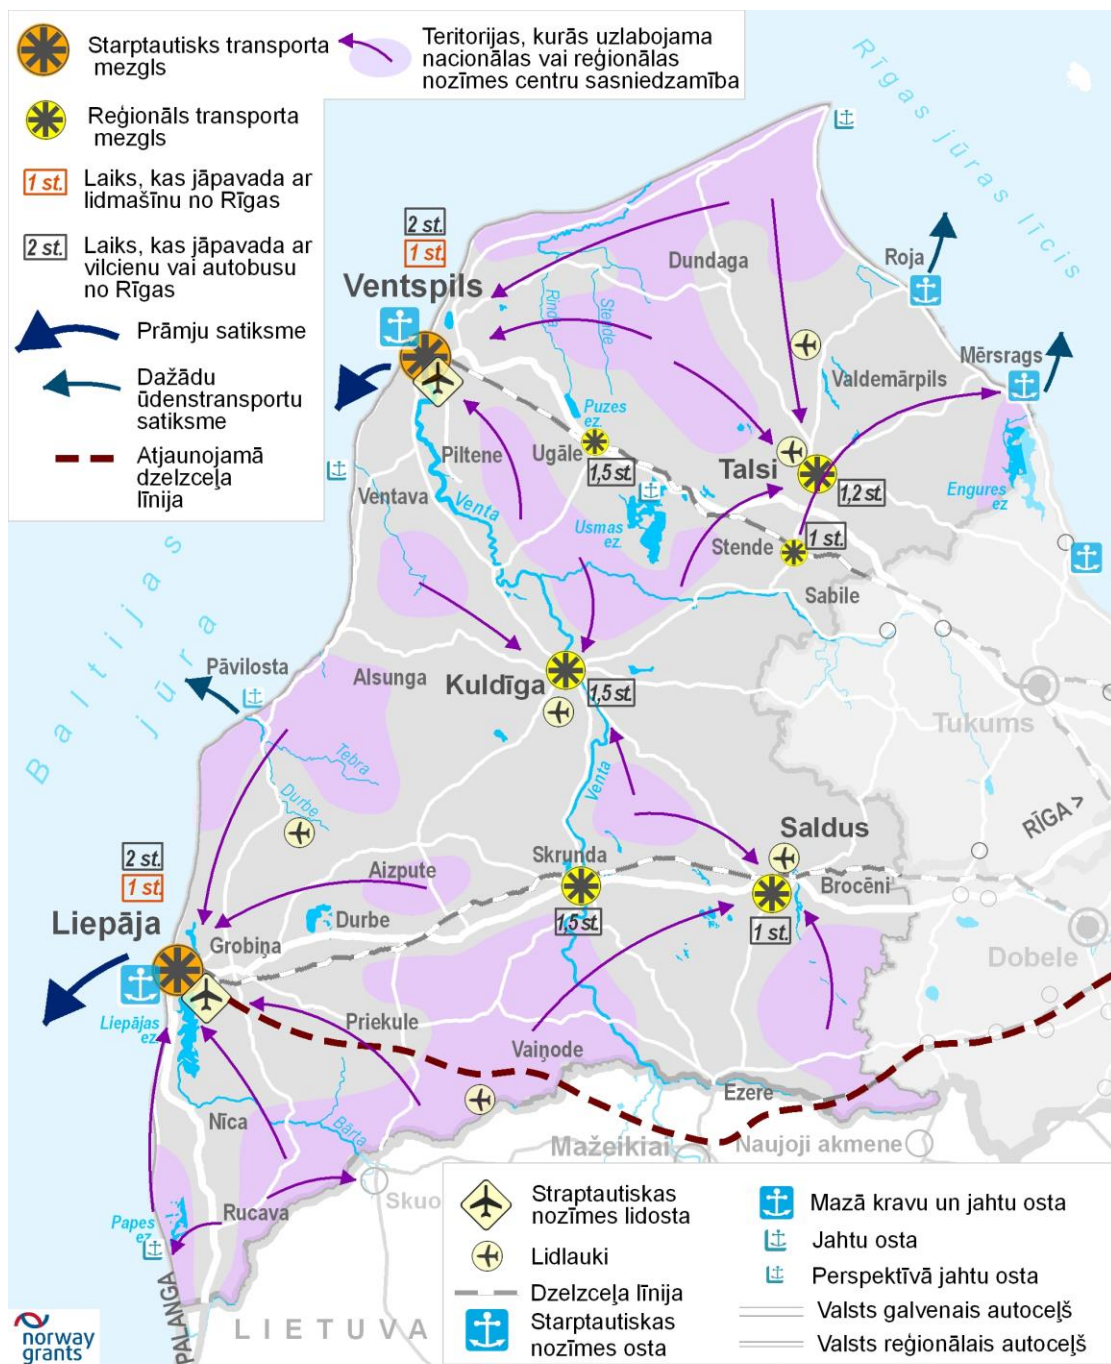 Starptautisks transporta
mezgls
Teritorijas, kurās uzlabojama
nacionālas vai reģionālas
nozīmes centru sasniedzamība
Reģionāls transporta
mezgls
1 st.
Laiks, kas jāpavada ar
lidmašīnu no Rīgas
2 st.
Laiks, kas jāpavada ar
vilcienu vai autobusu
no Rīgas
Prāmju satiksme
Dažādu
ūdenstransportu
satiksme
Atjaunojamā
dzelzceļa
līnija
Rīgas jūras līcis
2 st.
1 st.
Ventspils
Dundaga
Roja
Rinda
Stende
Mērsrags
Valdemārpils
Puzes
ez.
Piltene
Ugāle
1,5 st.
Talsi
1,2 st.
Ventava
Venta
Usmas
ez.
Stende
1 st.
Engures
ez
Sabile
Baltijas
jūra
Pāvilosta
Alsunga
Kuldīga
1,5 st.
Tukums
Tebra
Durbe
Venta
RĪGA >
Saldus
2 st.
1 st.
Skrunda
Aizpute
Brocēni
Liepāja
Durbe
1,5 st.
1 st.
Grobiņa
Dobele
Liepājas
ez.
Priekule
Vaiņode
Ezere
Nīca
Bārta
Mažeikiai
Naujoji akmene
Skuo
Rucava
Papes
ez.
PALANGA
LIETUVA
norway
grants
Straptautiskas
nozīmes lidosta
Lidlauki
Dzelzceļa līnija
Starptautiskas
nozīmes osta
Mazā kravu un jahtu osta
Jahtu osta
Perspektīvā jahtu osta
Valsts galvenais autoceļš
Valsts reģionālais autoceļš